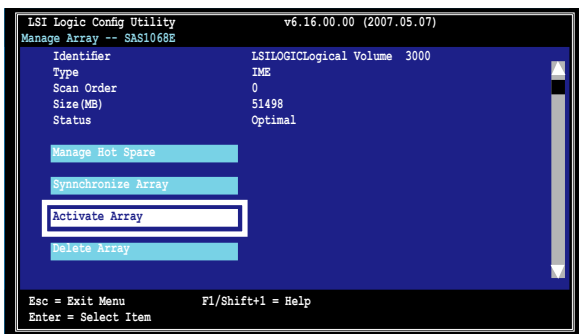 LSI Logic Config Utility v6.16.00.00 (2007.05.07)
Manage Array -- SAS1068E
Identifier LSILOGICLogical Volume 3000
Type IME
Scan Order 0
Size(MB) 51498
Status Optimal
Manage Hot Spare
Synnchronize Array
Activate Array
Delete Array
Esc = Exit Menu F1/Shift+1 = Help
Enter = Select Item